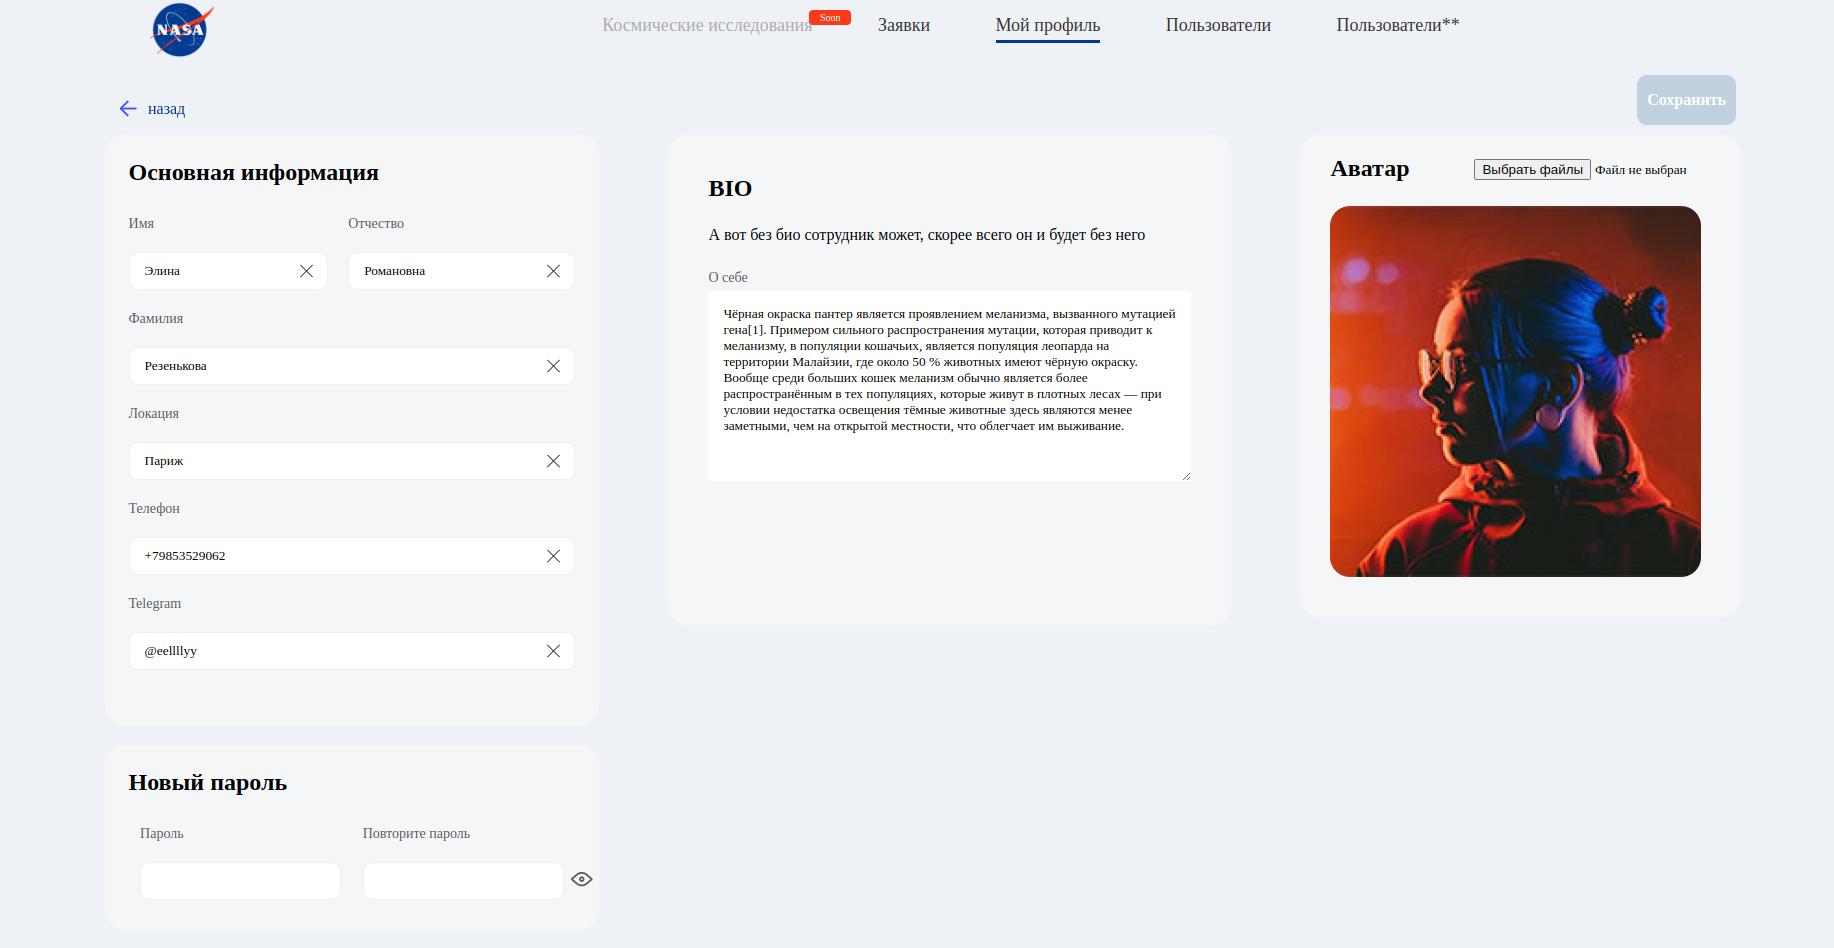 NASA
Космические исследования
Soon
Заявки
Мой профиль
Пользователи
Пользователи**
назад
Сохранить
Основная информация
Имя
Отчество
Элина
Романовна
Фамилия
Резенькова
Локация
Париж
Телефон
+79853529062
Telegram
@eellllyy
Новый пароль
Пароль
Повторите пароль
BIO
А вот без био сотрудник может, скорее всего он и будет без него
О себе
Чёрная окраска пантер является проявлением меланизма, вызванного мутацией
гена[1]. Примером сильного распространения мутации, которая приводит к
меланизму, в популяции кошачьих, является популяция леопарда на
территории Малайзии, где около 50 % животных имеют чёрную окраску.
Вообще среди больших кошек меланизм обычно является более
распространённым в тех популяциях, которые живут в плотных лесах — при
условии недостатка освещения тёмные животные здесь являются менее
заметными, чем на открытой местности, что облегчает им выживание.
Аватар
Выбрать файлы
Файл не выбран